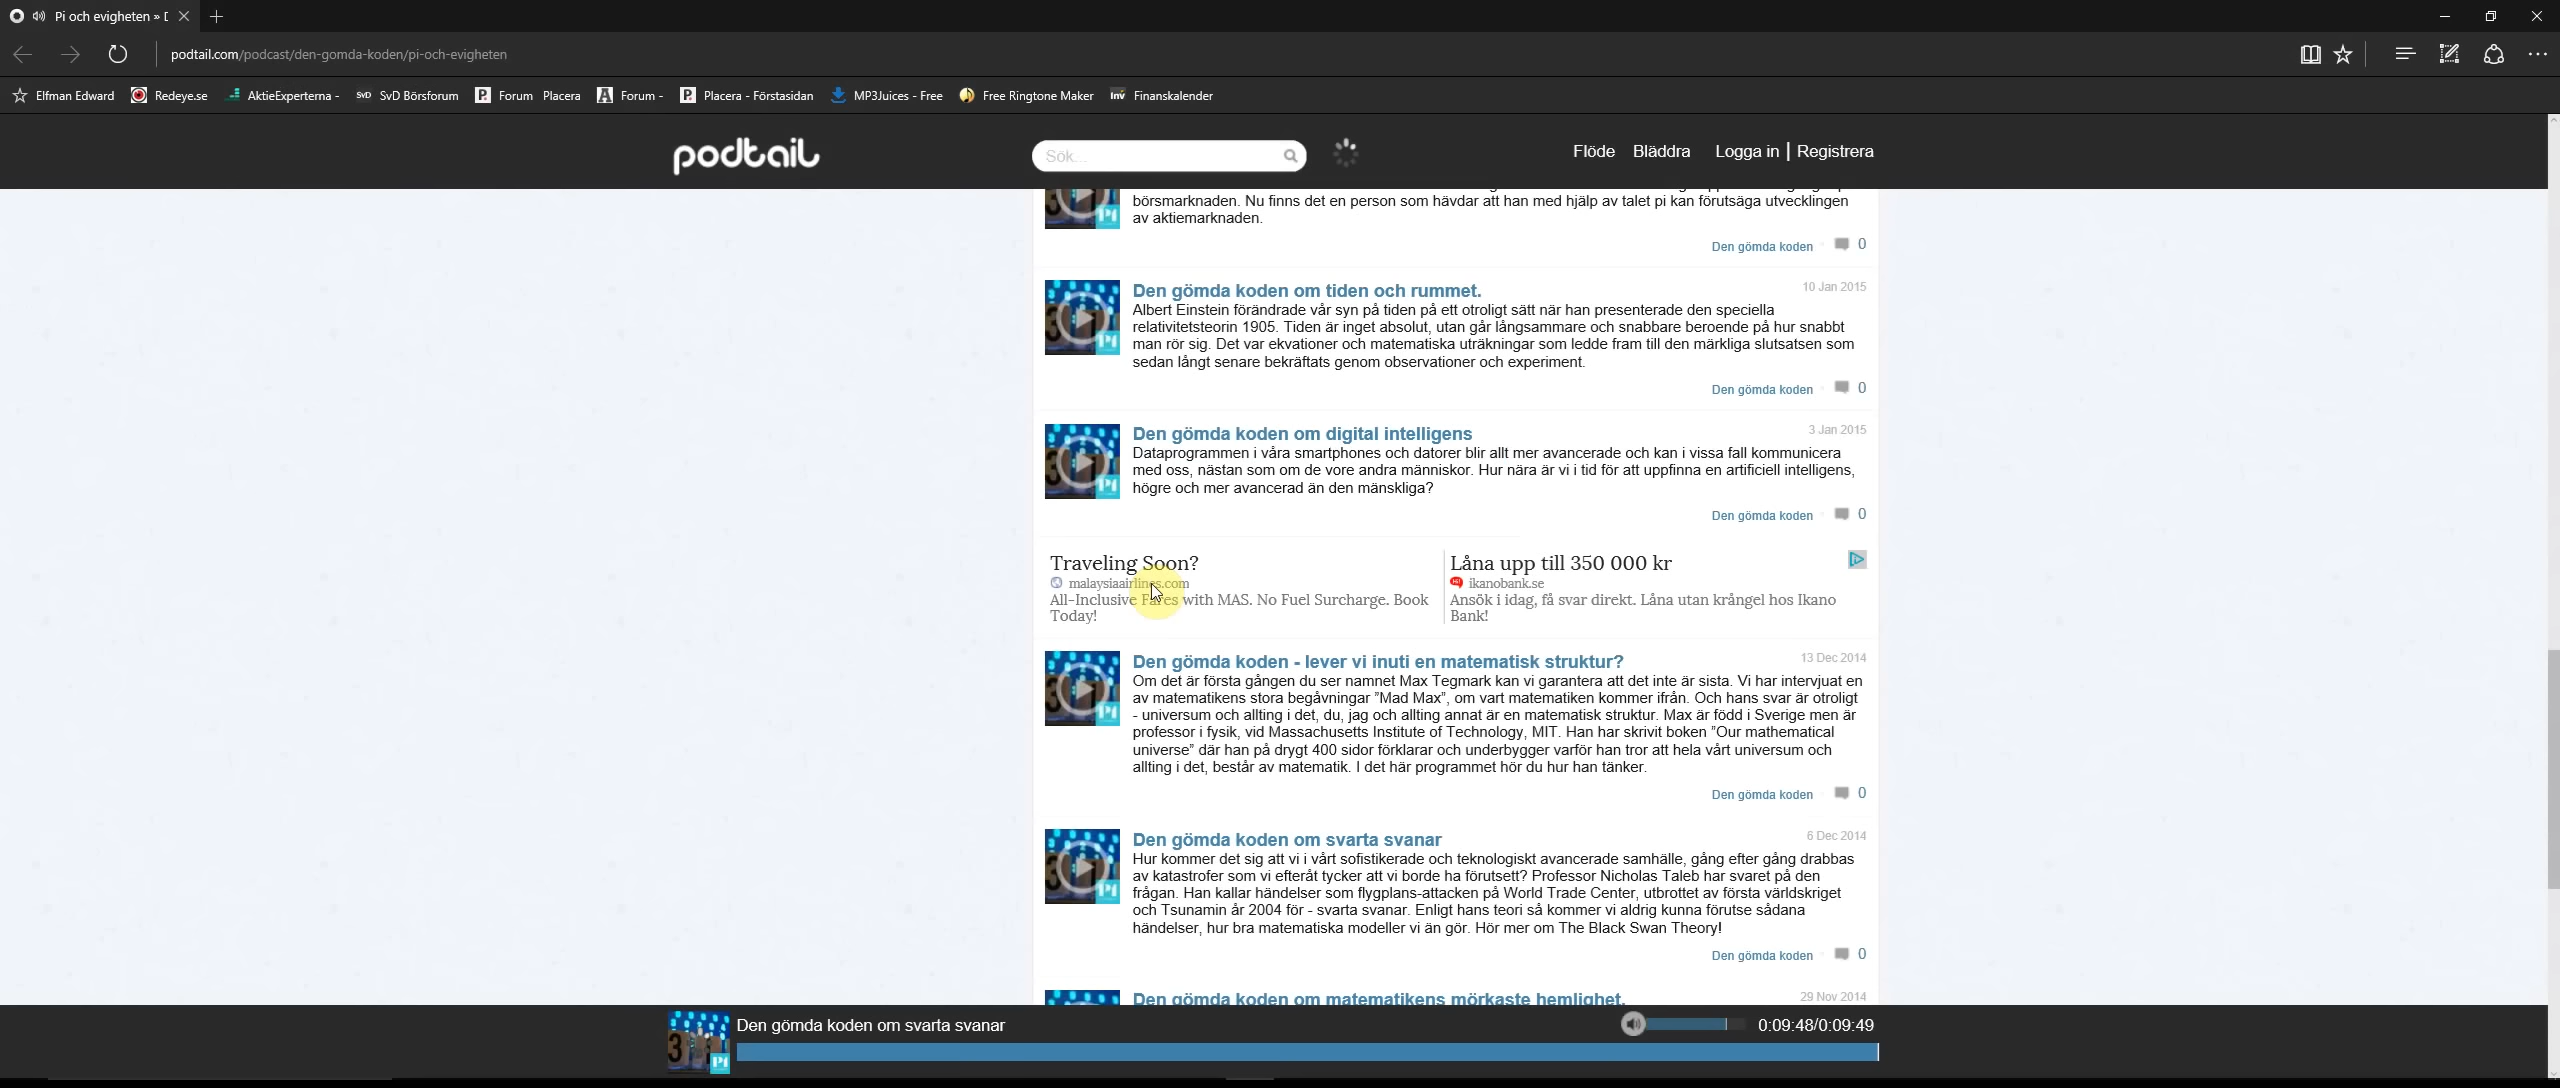 Pi och evigheten »
podtail.com/podcast/den-gomda-koden/pi-och-evigheten
Elfman Edward Redeye.se AktieExperterna - SvD SvD Börsforum Forum Placera Forum - Placera - Förstasidan MP3Juices - Free Free Ringtone Maker Inv Finanskalender
podtail Sök... Flöde Bläddra Logga in | Registrera
börsmarknaden. Nu finns det en person som hävdar att han med hjälp av talet pi kan förutsäga utvecklingen
av aktiemarknaden.
Den gömda koden 0
Den gömda koden om tiden och rummet. 10 Jan 2015
Albert Einstein förändrade vår syn på tiden på ett otroligt sätt när han presenterade den speciella
relativitetsteorin 1905. Tiden är inget absolut, utan går långsammare och snabbare beroende på hur snabbt
man rör sig. Det var ekvationer och matematiska uträkningar som ledde fram till den märkliga slutsatsen som
sedan långt senare bekräftats genom observationer och experiment.
Den gömda koden 0
Den gömda koden om digital intelligens 3 Jan 2015
Dataprogrammen i våra smartphones och datorer blir allt mer avancerade och kan i vissa fall kommunicera
med oss, nästan som om de vore andra människor. Hur nära är vi i tid för att uppfinna en artificiell intelligens,
högre och mer avancerad än den mänskliga?
Den gömda koden 0
Traveling Soon?
malaysiaairlines.com
All-Inclusive Fares with MAS. No Fuel Surcharge. Book
Today!
Låna upp till 350 000 kr
ikanobank.se
Ansök i idag, få svar direkt. Låna utan krångel hos Ikano
Bank!
Den gömda koden - lever vi inuti en matematisk struktur? 13 Dec 2014
Om det är första gången du ser namnet Max Tegmark kan vi garantera att det inte är sista. Vi har intervjuat en
av matematikens stora begåvningar ”Mad Max”, om vart matematiken kommer ifrån. Och hans svar är otroligt
- universum och allting i det, du, jag och allting annat är en matematisk struktur. Max är född i Sverige men är
professor i fysik, vid Massachusetts Institute of Technology, MIT. Han har skrivit boken ”Our mathematical
universe” där han på drygt 400 sidor förklarar och underbygger varför han tror att hela vårt universum och
allting i det, består av matematik. I det här programmet hör du hur han tänker.
Den gömda koden 0
Den gömda koden om svarta svanar 6 Dec 2014
Hur kommer det sig att vi i vårt sofistikerade och teknologiskt avancerade samhälle, gång efter gång drabbas
av katastrofer som vi efteråt tycker att vi borde ha förutsett? Professor Nicholas Taleb har svaret på den
frågan. Han kallar händelser som flygplans-attacken på World Trade Center, utbrottet av första världskriget
och Tsunamin år 2004 för - svarta svanar. Enligt hans teori så kommer vi aldrig kunna förutse sådana
händelser, hur bra matematiska modeller vi än gör. Hör mer om The Black Swan Theory!
Den gömda koden 0
Den gömda koden om matematikens mörkaste hemlighet. 29 Nov 2014
Den gömda koden om svarta svanar 0:09:48/0:09:49